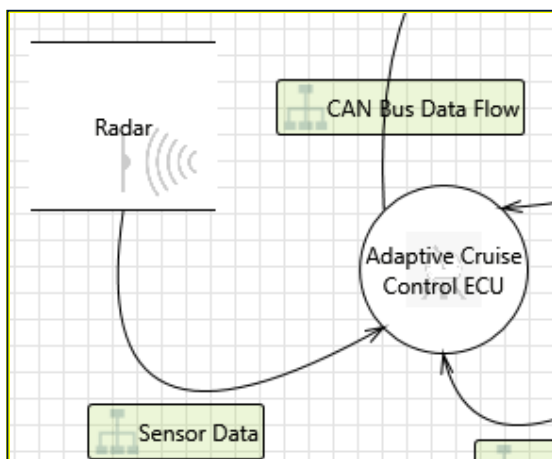 Radar
CAN Bus Data Flow
Adaptive Cruise
Control ECU
Sensor Data